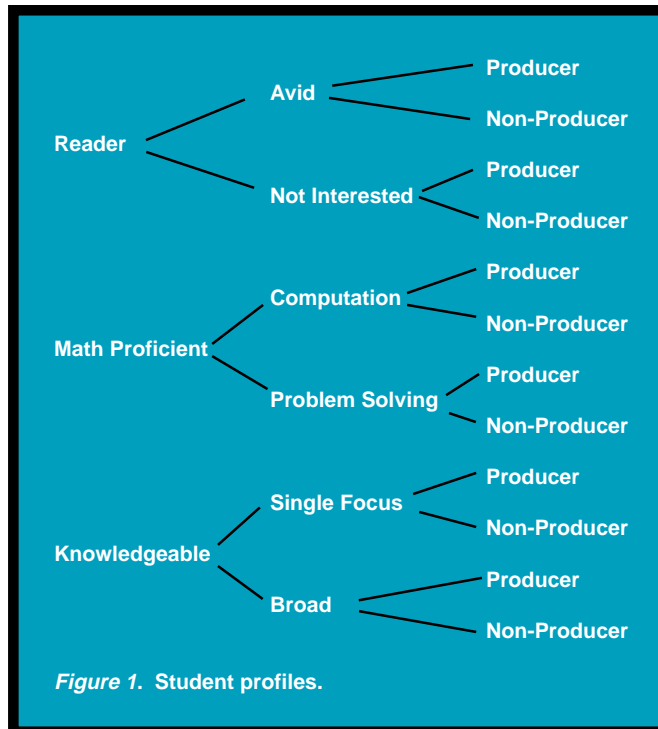 Producer
Avid
Non-Producer
Reader
Producer
Not Interested
Non-Producer
Producer
Computation
Non-Producer
Math Proficient
Producer
Problem Solving
Non-Producer
Producer
Single Focus
Non-Producer
Knowledgeable
Producer
Broad
Non-Producer
Figure 1. Student profiles.